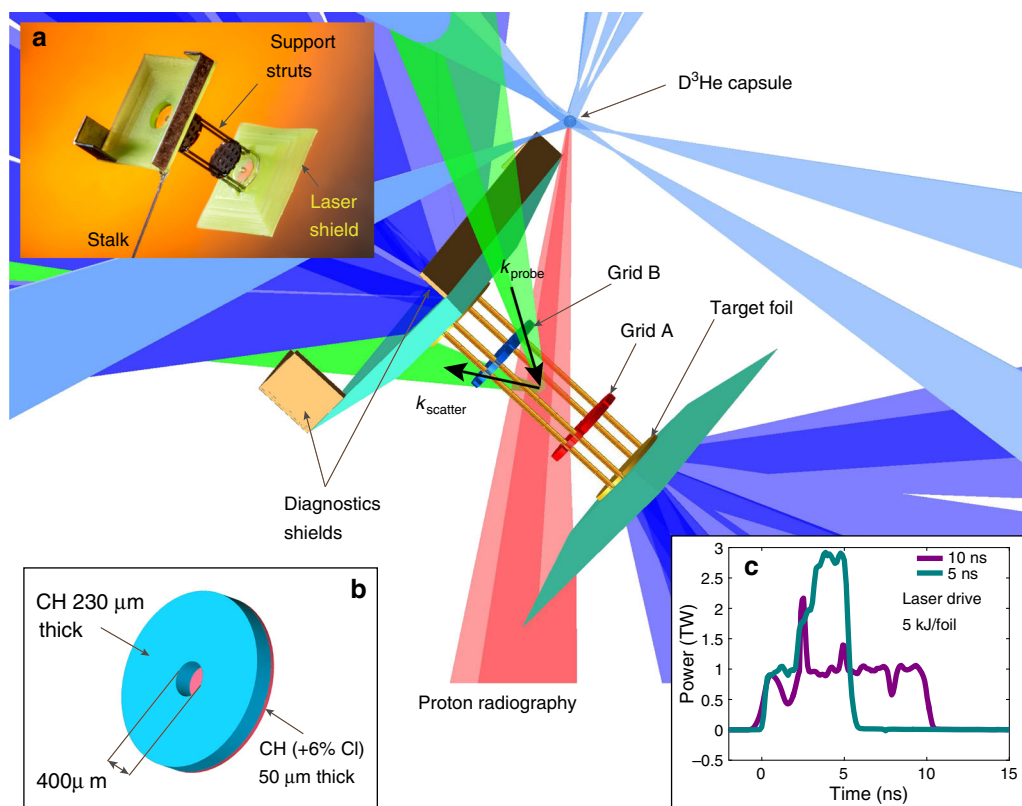 a
Support
struts
Laser
shield
Stalk
D³He capsule
k_probe
Grid B
Grid A
Target foil
k_scatter
Diagnostics
shields
Proton radiography
b
CH 230 μm
thick
CH (+6% Cl)
50 μm thick
400μ m
c
10 ns
5 ns
Laser drive
5 kJ/foil
Power (TW)
3
2.5
2
1.5
1
0.5
0
−0.5
0 5 10 15
Time (ns)